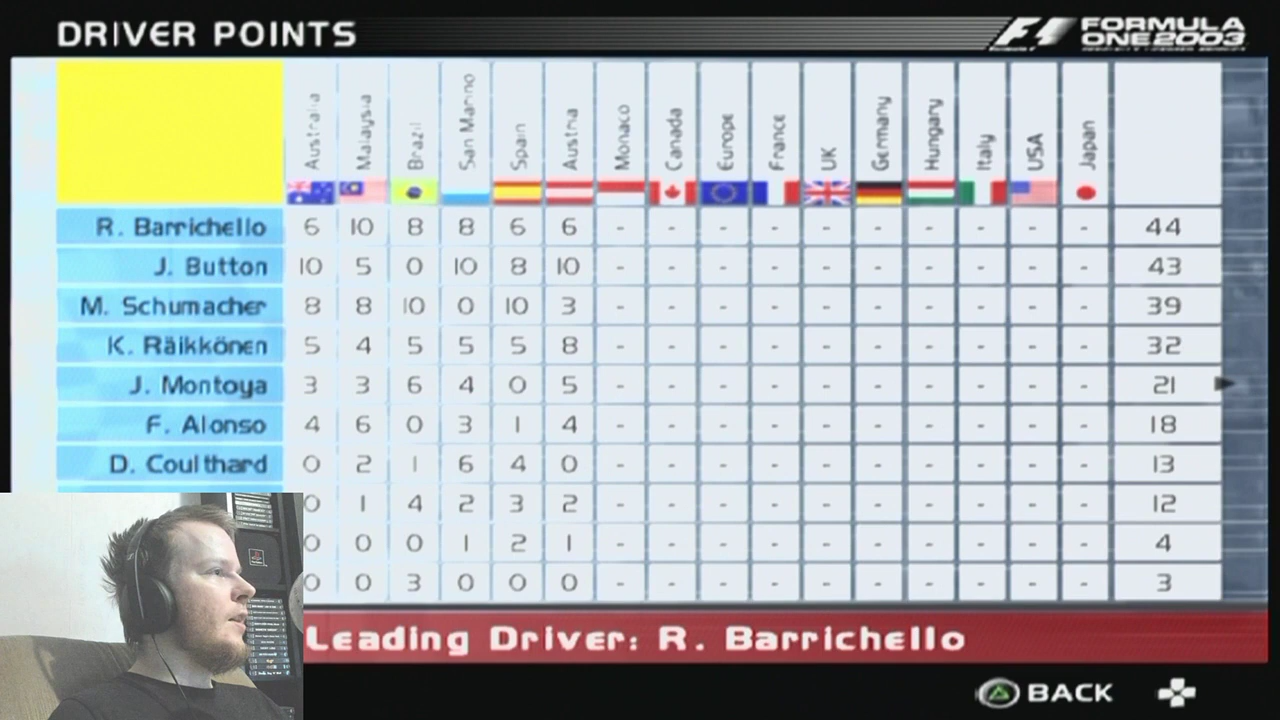 DRIVER POINTS
FORMULA
ONE 2003
Australia Malaysia Brazil San Marino Spain Austria Monaco Canada Europe France UK Germany Hungary Italy USA Japan
R. Barrichello 6 10 8 8 6 6 - - - - - - - - - - 44
J. Button 10 5 0 10 8 10 - - - - - - - - - - 43
M. Schumacher 8 8 10 0 10 3 - - - - - - - - - - 39
K. Räikkönen 5 4 5 5 5 8 - - - - - - - - - - 32
J. Montoya 3 3 6 4 0 5 - - - - - - - - - - 21
F. Alonso 4 6 0 3 1 4 - - - - - - - - - - 18
D. Coulthard 0 2 1 6 4 0 - - - - - - - - - - 13
0 1 4 2 3 2 - - - - - - - - - - 12
0 0 0 1 2 1 - - - - - - - - - - 4
0 0 3 0 0 0 - - - - - - - - - - 3
Leading Driver: R. Barrichello
BACK